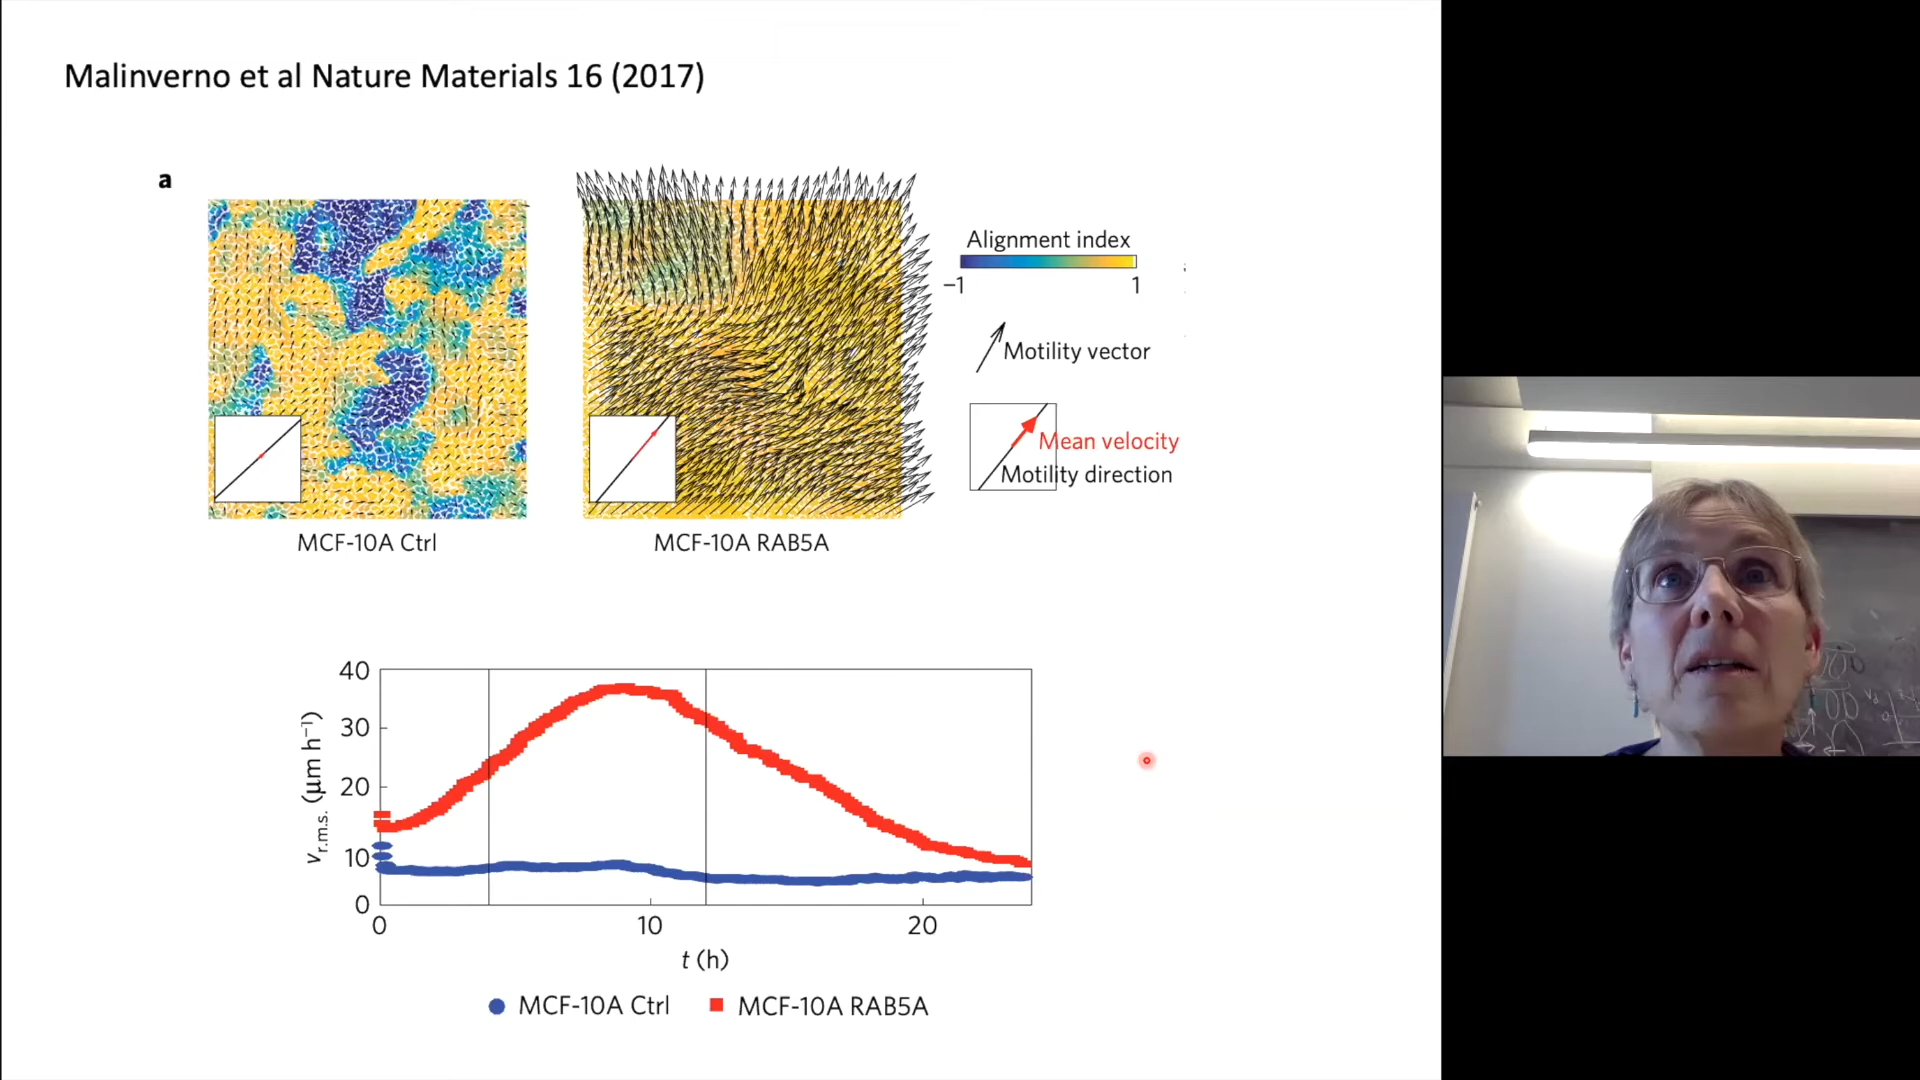 Malinverno et al Nature Materials 16 (2017)
a
Alignment index
−1 1
Motility vector
Mean velocity
Motility direction
MCF-10A Ctrl
MCF-10A RAB5A
40
30
20
10
0
v r.m.s. (μm h⁻¹)
0 10 20
t (h)
MCF-10A Ctrl MCF-10A RAB5A